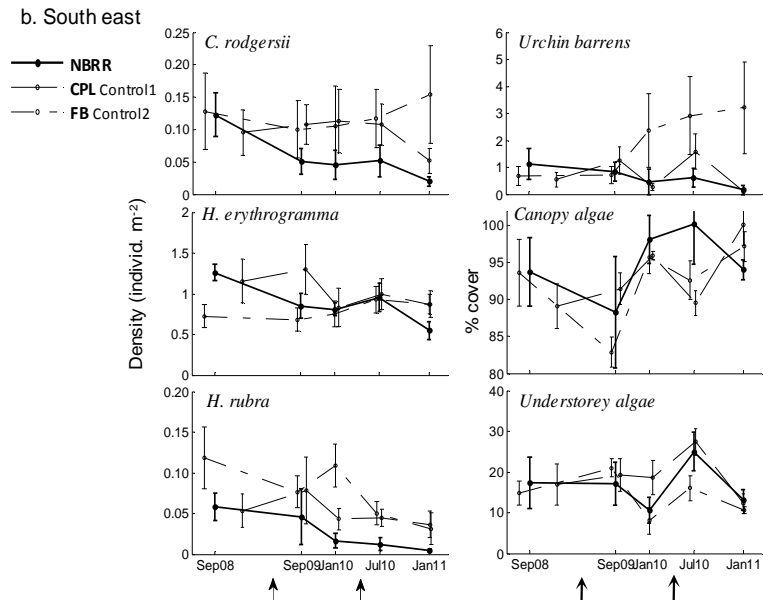 b. South east
NBRR
CPL Control1
FB Control2
C. rodgersii
0.25
0.20
0.15
0.10
0.05
0
Urchin barrens
6
5
4
3
2
1
0
Density (individ. m-2)
H. erythrogramma
2
1.5
1
0.5
0
% cover
Canopy algae
100
95
90
85
80
H. rubra
0.20
0.15
0.10
0.05
0
Sep08 Sep09 Jan10 Jul10 Jan11
Understorey algae
40
30
20
10
0
Sep08 Sep09 Jan10 Jul10 Jan11